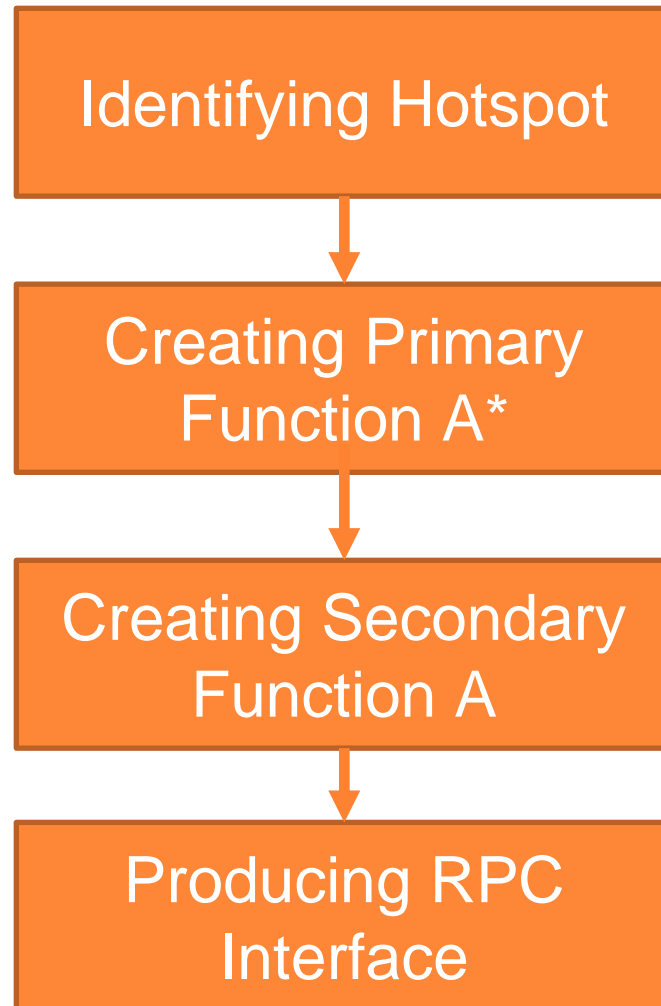 Identifying Hotspot
Creating Primary
Function A*
Creating Secondary
Function A
Producing RPC
Interface